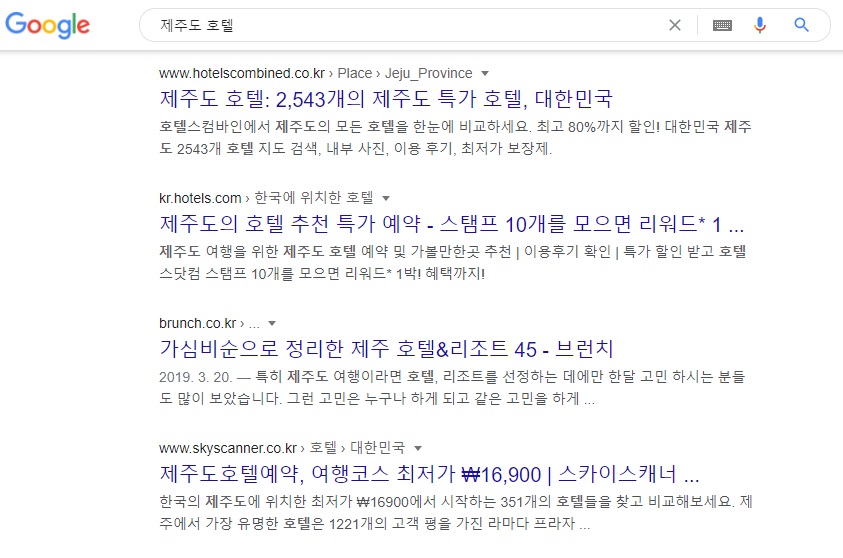 Google 제주도 호텔
www.hotelscombined.co.kr › Place › Jeju_Province
제주도 호텔: 2,543개의 제주도 특가 호텔, 대한민국
호텔스컴바인에서 제주도의 모든 호텔을 한눈에 비교하세요. 최고 80%까지 할인! 대한민국 제주
도 2543개 호텔 지도 검색, 내부 사진, 이용 후기, 최저가 보장제.
kr.hotels.com › 한국에 위치한 호텔
제주도의 호텔 추천 특가 예약 - 스탬프 10개를 모으면 리워드* 1 ...
제주도 여행을 위한 제주도 호텔 예약 및 가볼만한곳 추천 | 이용후기 확인 | 특가 할인 받고 호텔
스닷컴 스탬프 10개를 모으면 리워드* 1박! 혜택까지!
brunch.co.kr › ...
가심비순으로 정리한 제주 호텔&리조트 45 - 브런치
2019. 3. 20. — 특히 제주도 여행이라면 호텔, 리조트를 선정하는 데에만 한달 고민 하시는 분들
도 많이 보았습니다. 그런 고민은 누구나 하게 되고 같은 고민을 하게 ...
www.skyscanner.co.kr › 호텔 › 대한민국
제주도호텔예약, 여행코스 최저가 ₩16,900 | 스카이스캐너 ...
한국의 제주도에 위치한 최저가 ₩16900에서 시작하는 351개의 호텔들을 찾고 비교해보세요. 제
주에서 가장 유명한 호텔은 1221개의 고객 평을 가진 라마다 프라자 ...